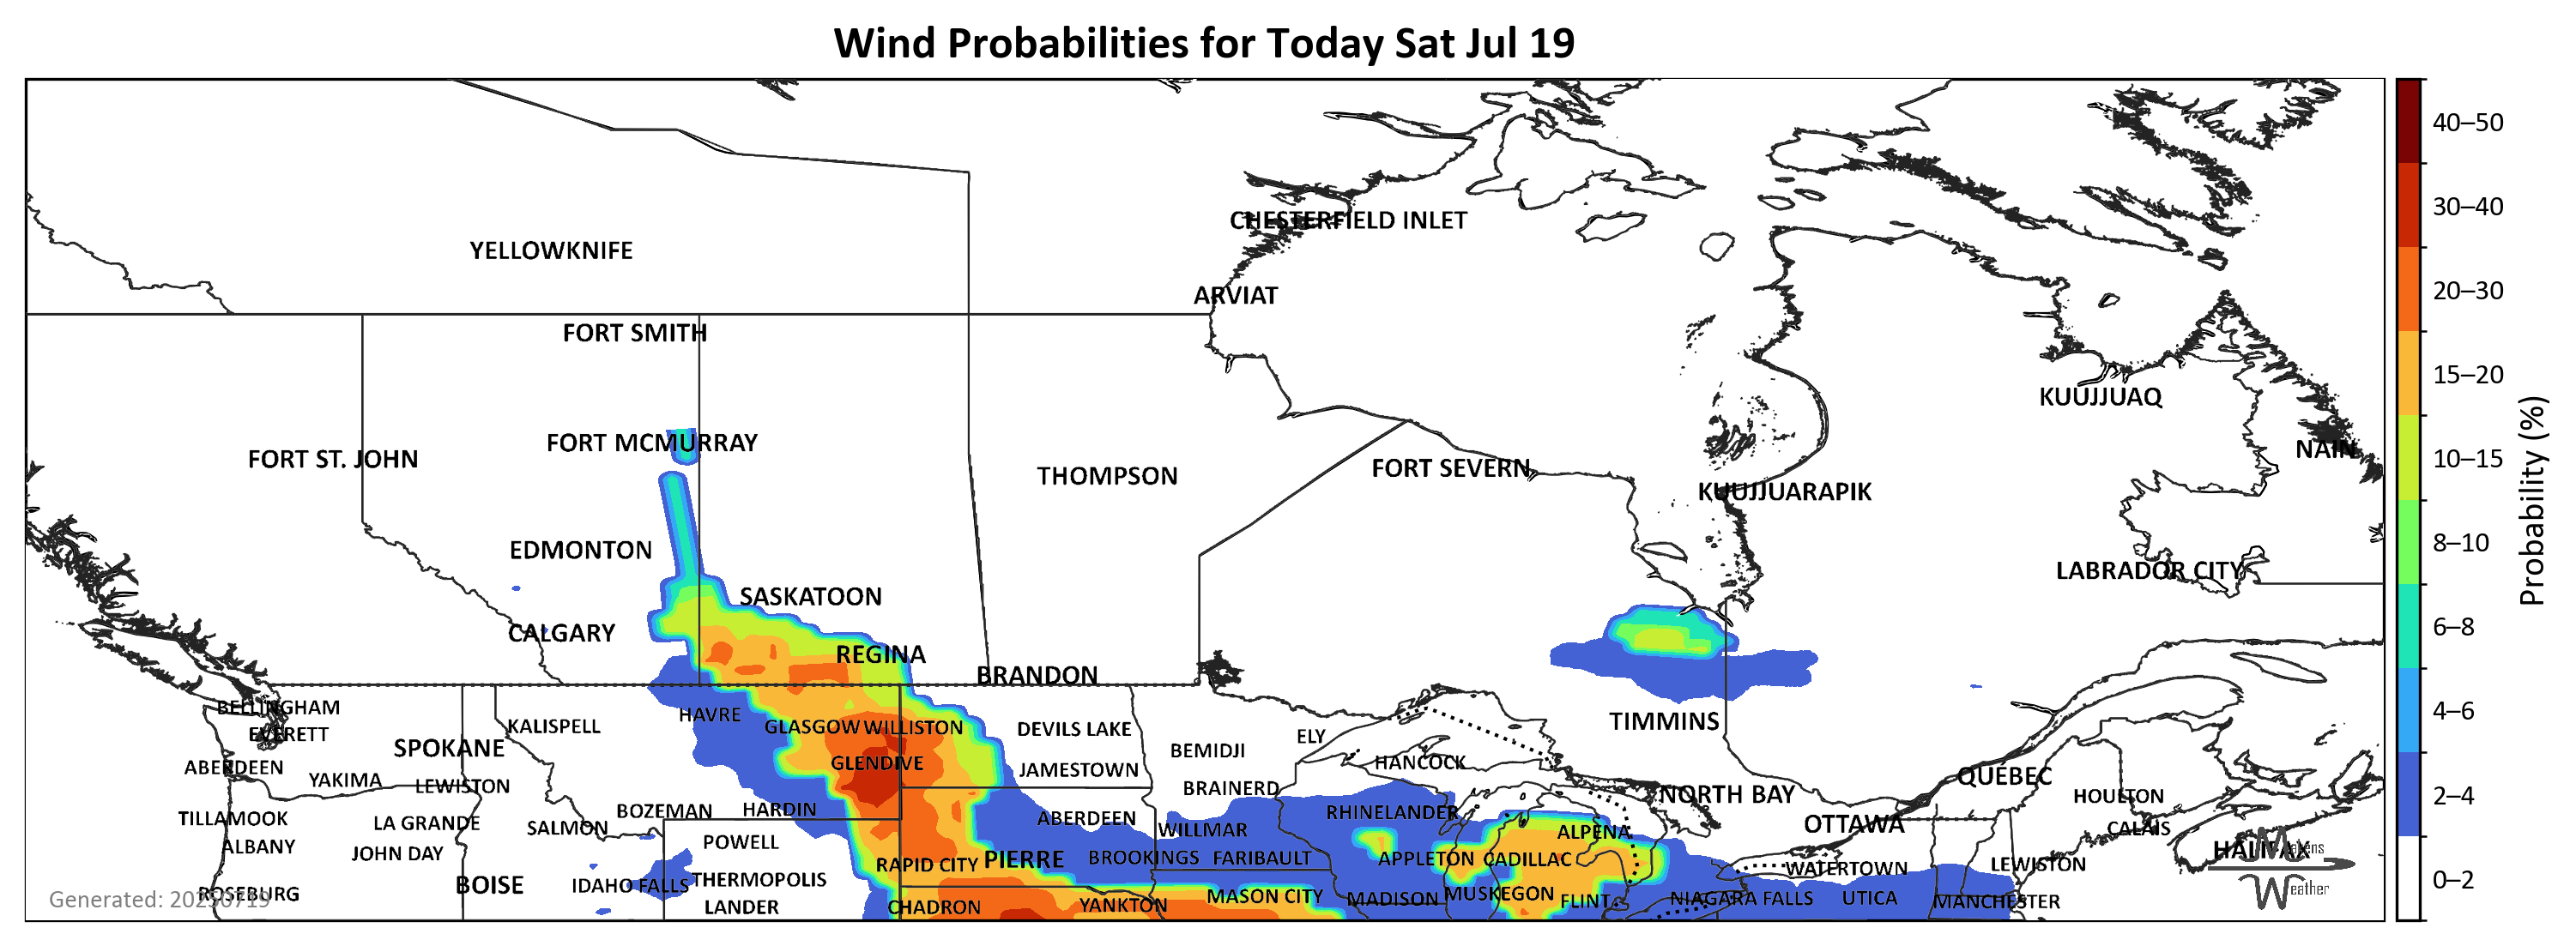 Wind Probabilities for Today Sat Jul 19
40–50
30–40
CHESTERFIELD INLET
YELLOWKNIFE
20–30
ARVIAT
FORT SMITH
15–20
KUUJJUAQ
FORT MCMURRAY
NAIN
10–15
FORT ST. JOHN
FORT SEVERN
THOMPSON
KUUJJUARAPIK
Probability (%)
8–10
EDMONTON
LABRADOR CITY
SASKATOON
6–8
CALGARY
REGINA
BRANDON
4–6
BELLINGHAM
HAVRE
TIMMINS
KALISPELL
GLASGOW
WILLISTON
DEVILS LAKE
EVERETT
ELY
SPOKANE
BEMIDJI
HANCOCK
ABERDEEN
GLENDIVE
JAMESTOWN
QUÉBEC
YAKIMA
LEWISTON
BRAINERD
NORTH BAY
HOULTON
2–4
BOZEMAN
HARDIN
RHINELANDER
TILLAMOOK
LA GRANDE
SALMON
ABERDEEN
WILLMAR
ALPENA
OTTAWA
CALAIS
ALBANY
JOHN DAY
POWELL
RAPID CITY
PIERRE
BROOKINGS
FARIBAULT
APPLETON
CADILLAC
WATERTOWN
LEWISTON
HALIFAX
BOISE
IDAHO FALLS
THERMOPOLIS
0–2
eather
ROSEBURG
Generated:
LANDER
CHADRON
YANKTON
MASON CITY
MADISON
MUSKEGON
FLINT
NIAGARA FALLS
UTICA
MANCHESTER